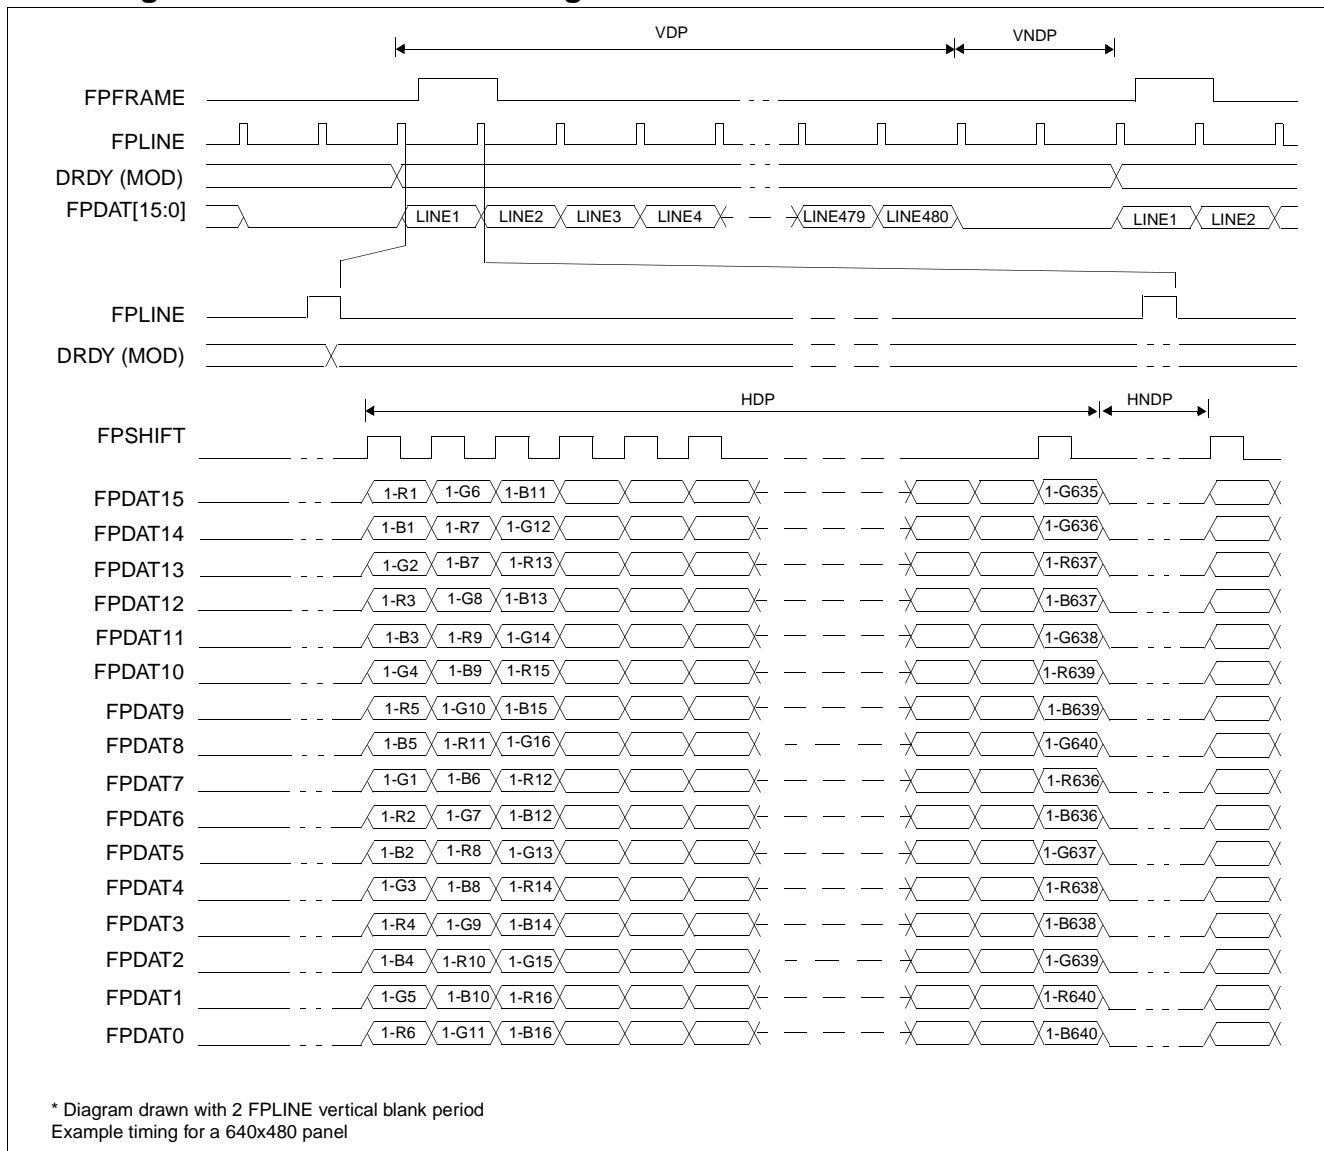 VDP VNDP
FPFRAME
FPLINE
DRDY (MOD)
FPDAT[15:0] LINE1 LINE2 LINE3 LINE4 LINE479 LINE480 LINE1 LINE2
FPLINE
DRDY (MOD)
HDP HNDP
FPSHIFT
FPDAT15 1-R1 1-G6 1-B11 1-G635
FPDAT14 1-B1 1-R7 1-G12 1-G636
FPDAT13 1-G2 1-B7 1-R13 1-R637
FPDAT12 1-R3 1-G8 1-B13 1-B637
FPDAT11 1-B3 1-R9 1-G14 1-G638
FPDAT10 1-G4 1-B9 1-R15 1-R639
FPDAT9 1-R5 1-G10 1-B15 1-B639
FPDAT8 1-B5 1-R11 1-G16 1-G640
FPDAT7 1-G1 1-B6 1-R12 1-R636
FPDAT6 1-R2 1-G7 1-B12 1-B636
FPDAT5 1-B2 1-R8 1-G13 1-G637
FPDAT4 1-G3 1-B8 1-R14 1-R638
FPDAT3 1-R4 1-G9 1-B14 1-B638
FPDAT2 1-B4 1-R10 1-G15 1-G639
FPDAT1 1-G5 1-B10 1-R16 1-R640
FPDAT0 1-R6 1-G11 1-B16 1-B640
* Diagram drawn with 2 FPLINE vertical blank period
Example timing for a 640x480 panel